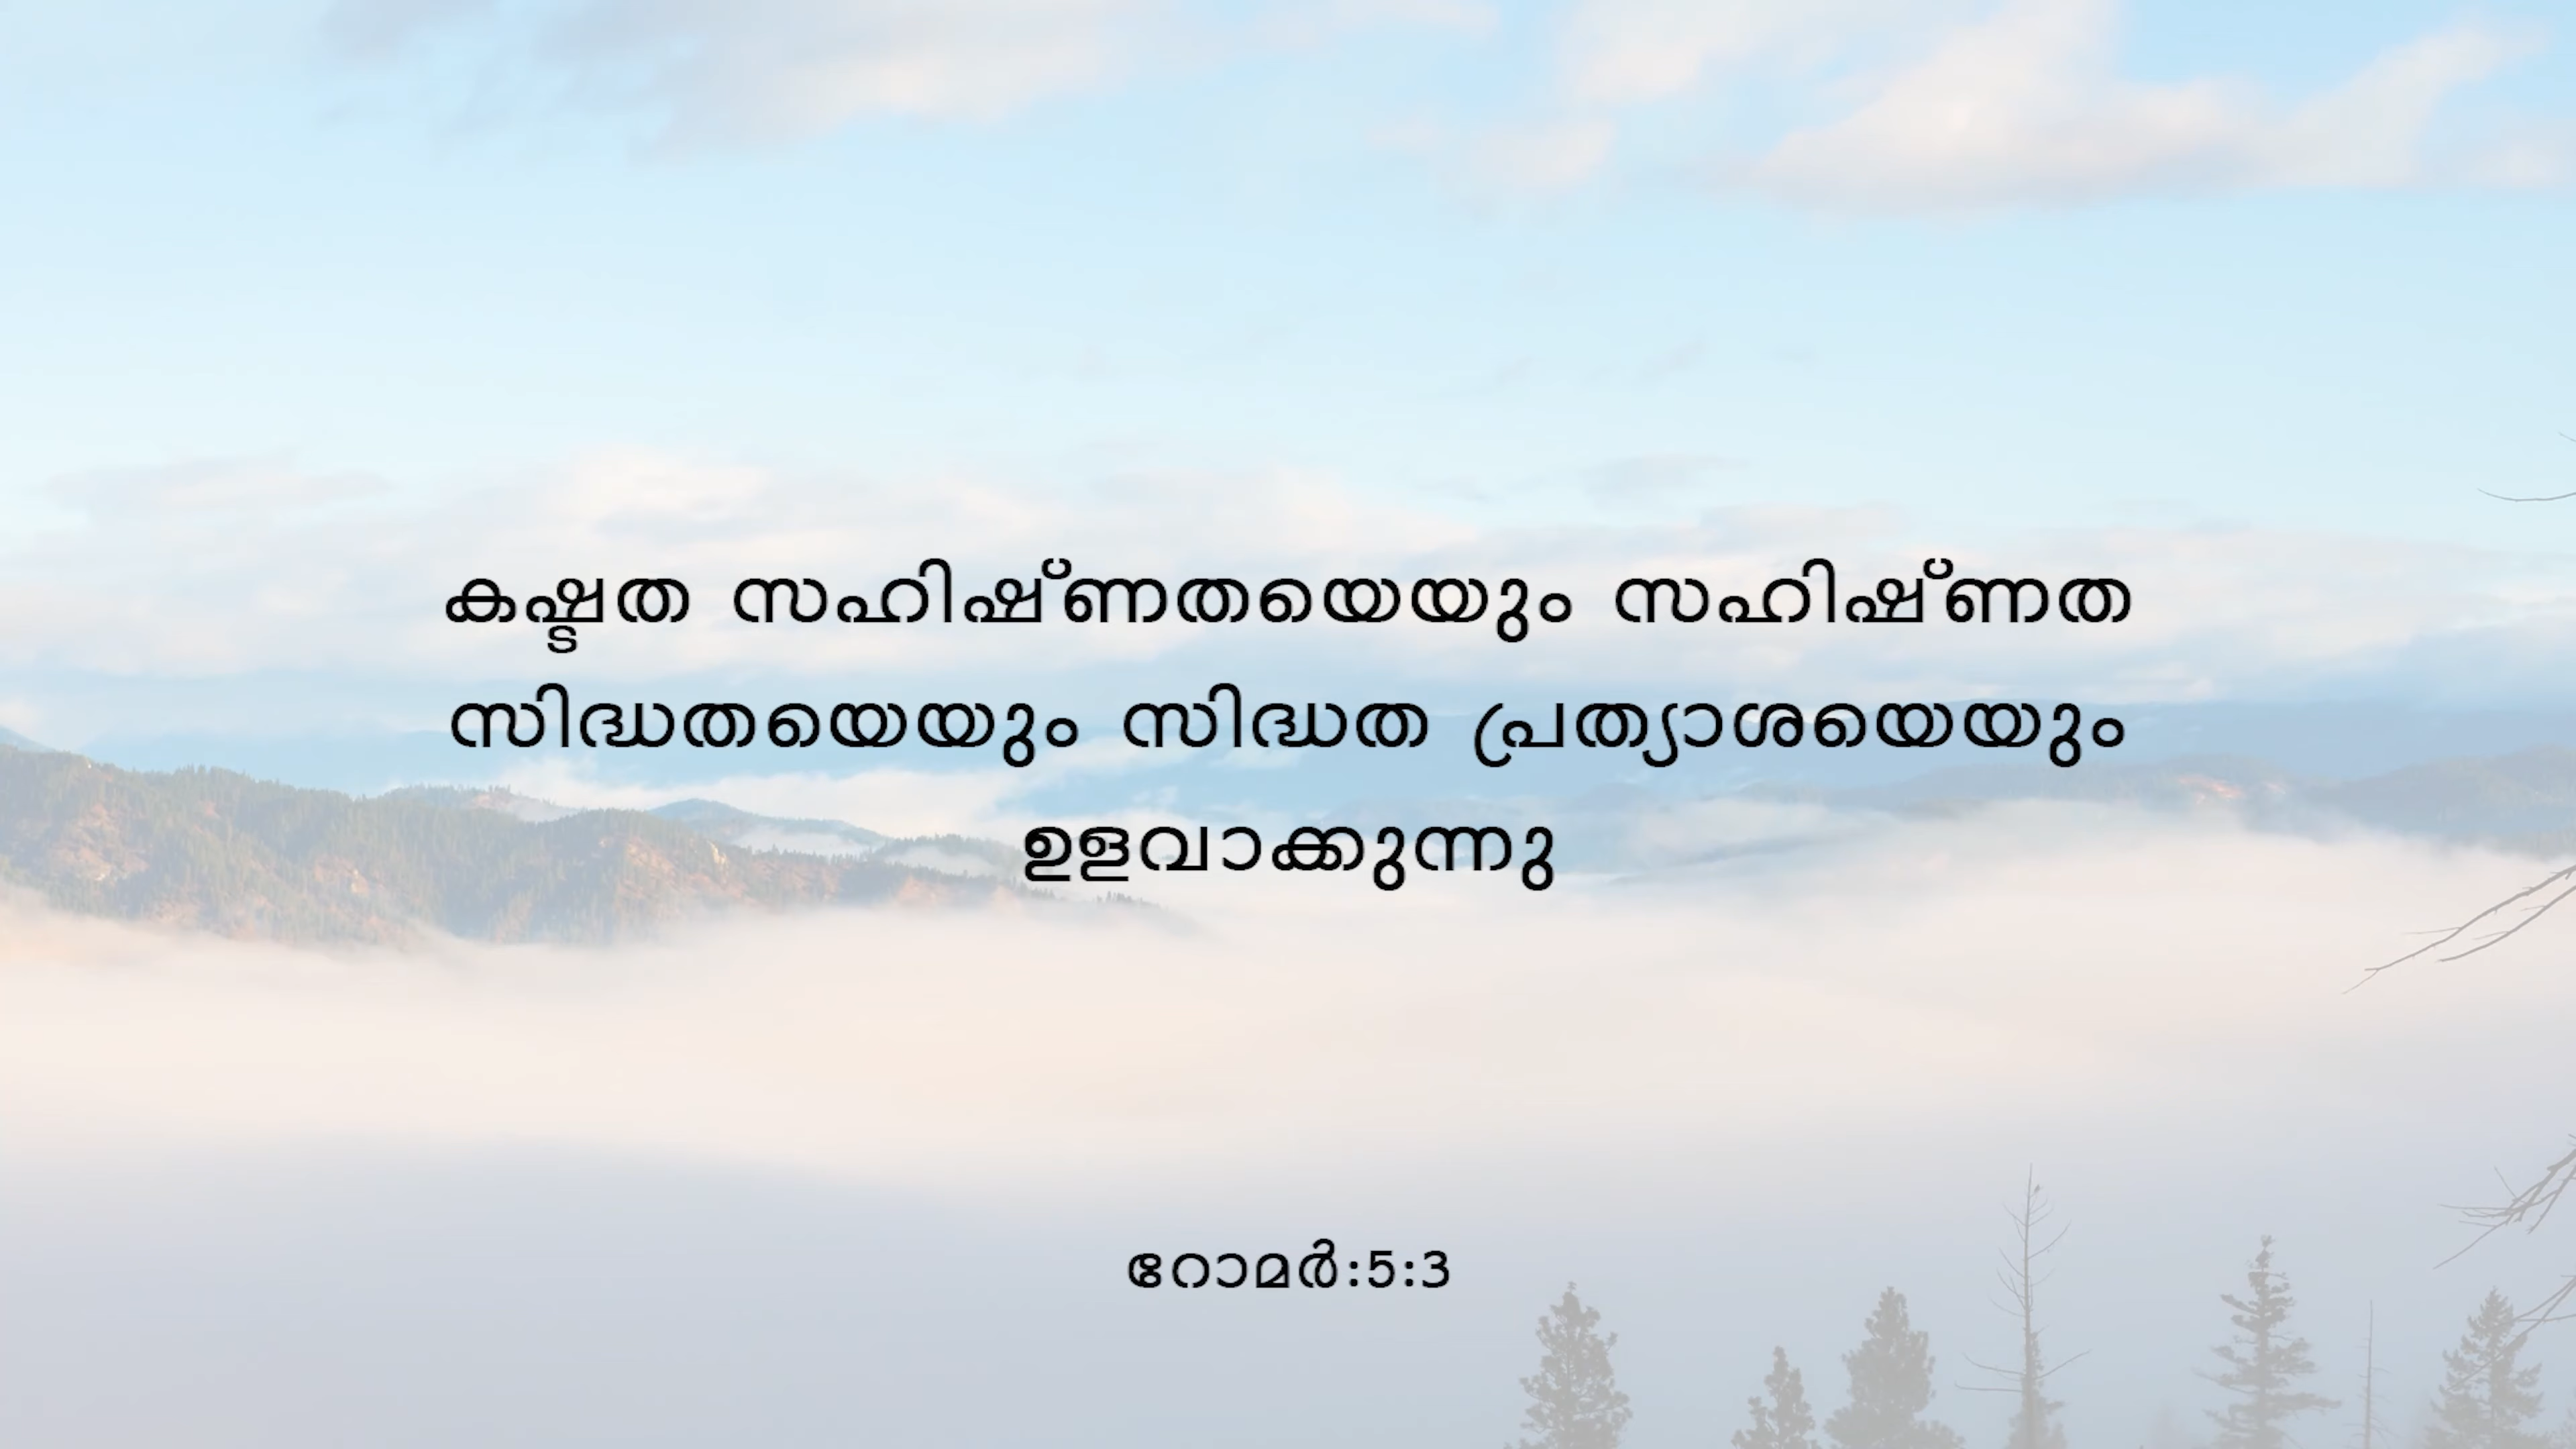 കഷ്ടത സഹിഷ്ണതയെയും സഹിഷ്ണത
സിദ്ധതയെയും സിദ്ധത പ്രത്യാശയെയും
ഉളവാക്കുന്നു
റോമർ:5:3